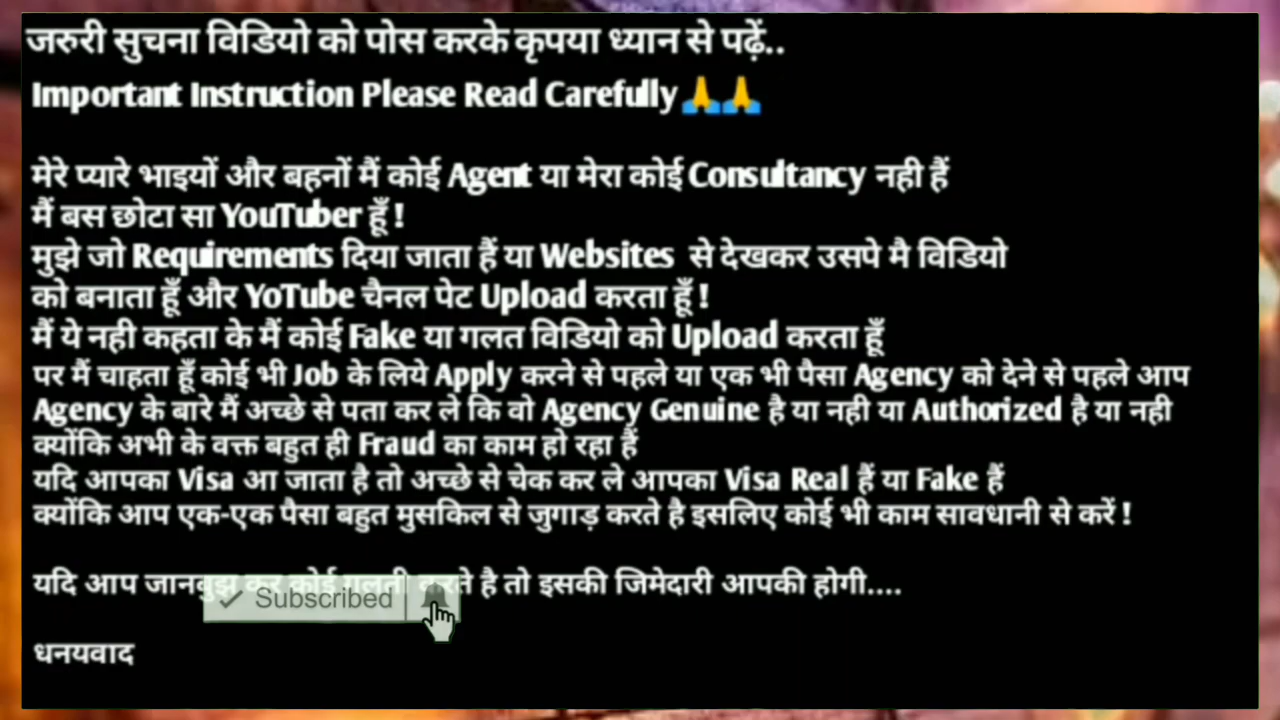 जरुरी सुचना विडियो को पोस करके कृपया ध्यान से पढ़ें..
Important Instruction Please Read Carefully🙏🙏
मेरे प्यारे भाइयों और बहनों मैं कोई Agent या मेरा कोई Consultancy नही हैं
मैं बस छोटा सा YouTuber हूँ !
मुझे जो Requirements दिया जाता हैं या Websites से देखकर उसपे मै विडियो
को बनाता हूँ और YoTube चैनल पेट Upload करता हूँ !
मैं ये नही कहता के मैं कोई Fake या गलत विडियो को Upload करता हूँ
पर मैं चाहता हूँ कोई भी Job के लिये Apply करने से पहले या एक भी पैसा Agency को देने से पहले आप
Agency के बारे मैं अच्छे से पता कर ले कि वो Agency Genuine है या नही या Authorized है या नही
क्योंकि अभी के वक्त बहुत ही Fraud का काम हो रहा हैं
यदि आपका Visa आ जाता है तो अच्छे से चेक कर ले आपका Visa Real हैं या Fake हैं
क्योंकि आप एक-एक पैसा बहुत मुसकिल से जुगाड़ करते है इसलिए कोई भी काम सावधानी से करें !
यदि आप जानबुझ कर कोई गलती करते है तो इसकी जिमेदारी आपकी होगी....
Subscribed
धनयवाद